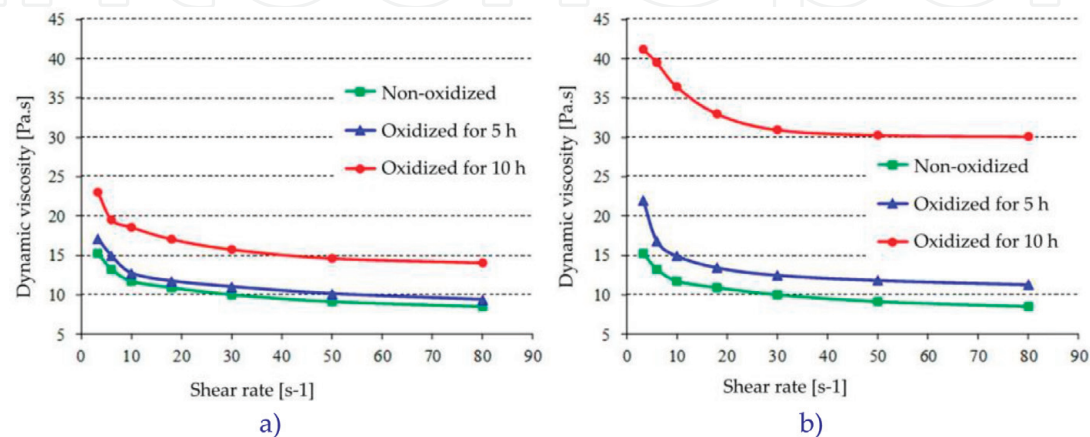 50
45
40
35
30
25
20
15
10
5
Dynamic viscosity [Pa.s]
Non-oxidized
Oxidized for 5 h
Oxidized for 10 h
0 10 20 30 40 50 60 70 80 90
Shear rate [s-1]
a)
50
45
40
35
30
25
20
15
10
5
Dynamic viscosity [Pa.s]
Non-oxidized
Oxidized for 5 h
Oxidized for 10 h
0 10 20 30 40 50 60 70 80 90
Shear rate [s-1]
b)